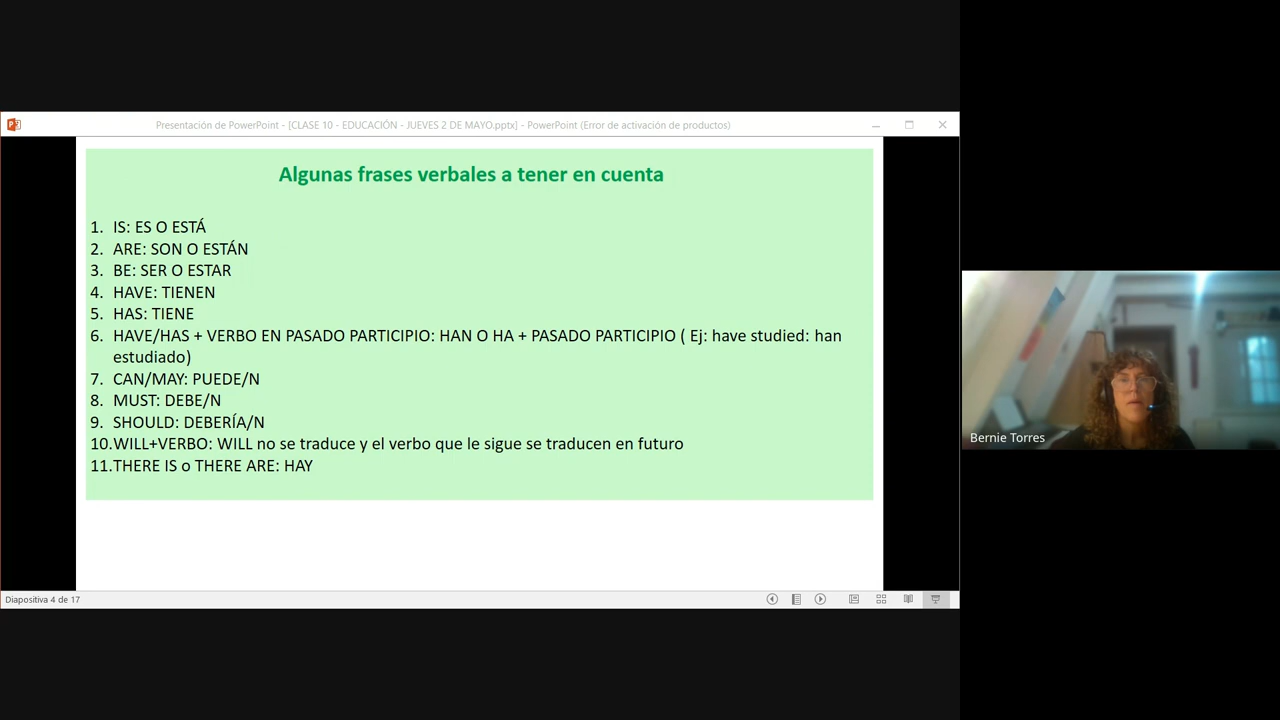 Presentación de PowerPoint - [CLASE 10 - EDUCACIÓN - JUEVES 2 DE MAYO.pptx] - PowerPoint (Error de activación de productos)
Algunas frases verbales a tener en cuenta
1. IS: ES O ESTÁ
2. ARE: SON O ESTÁN
3. BE: SER O ESTAR
4. HAVE: TIENEN
5. HAS: TIENE
6. HAVE/HAS + VERBO EN PASADO PARTICIPIO: HAN O HA + PASADO PARTICIPIO ( Ej: have studied: han
estudiado)
7. CAN/MAY: PUEDE/N
8. MUST: DEBE/N
9. SHOULD: DEBERÍA/N
10.WILL+VERBO: WILL no se traduce y el verbo que le sigue se traducen en futuro
11.THERE IS o THERE ARE: HAY
Diapositiva 4 de 17
Bernie Torres